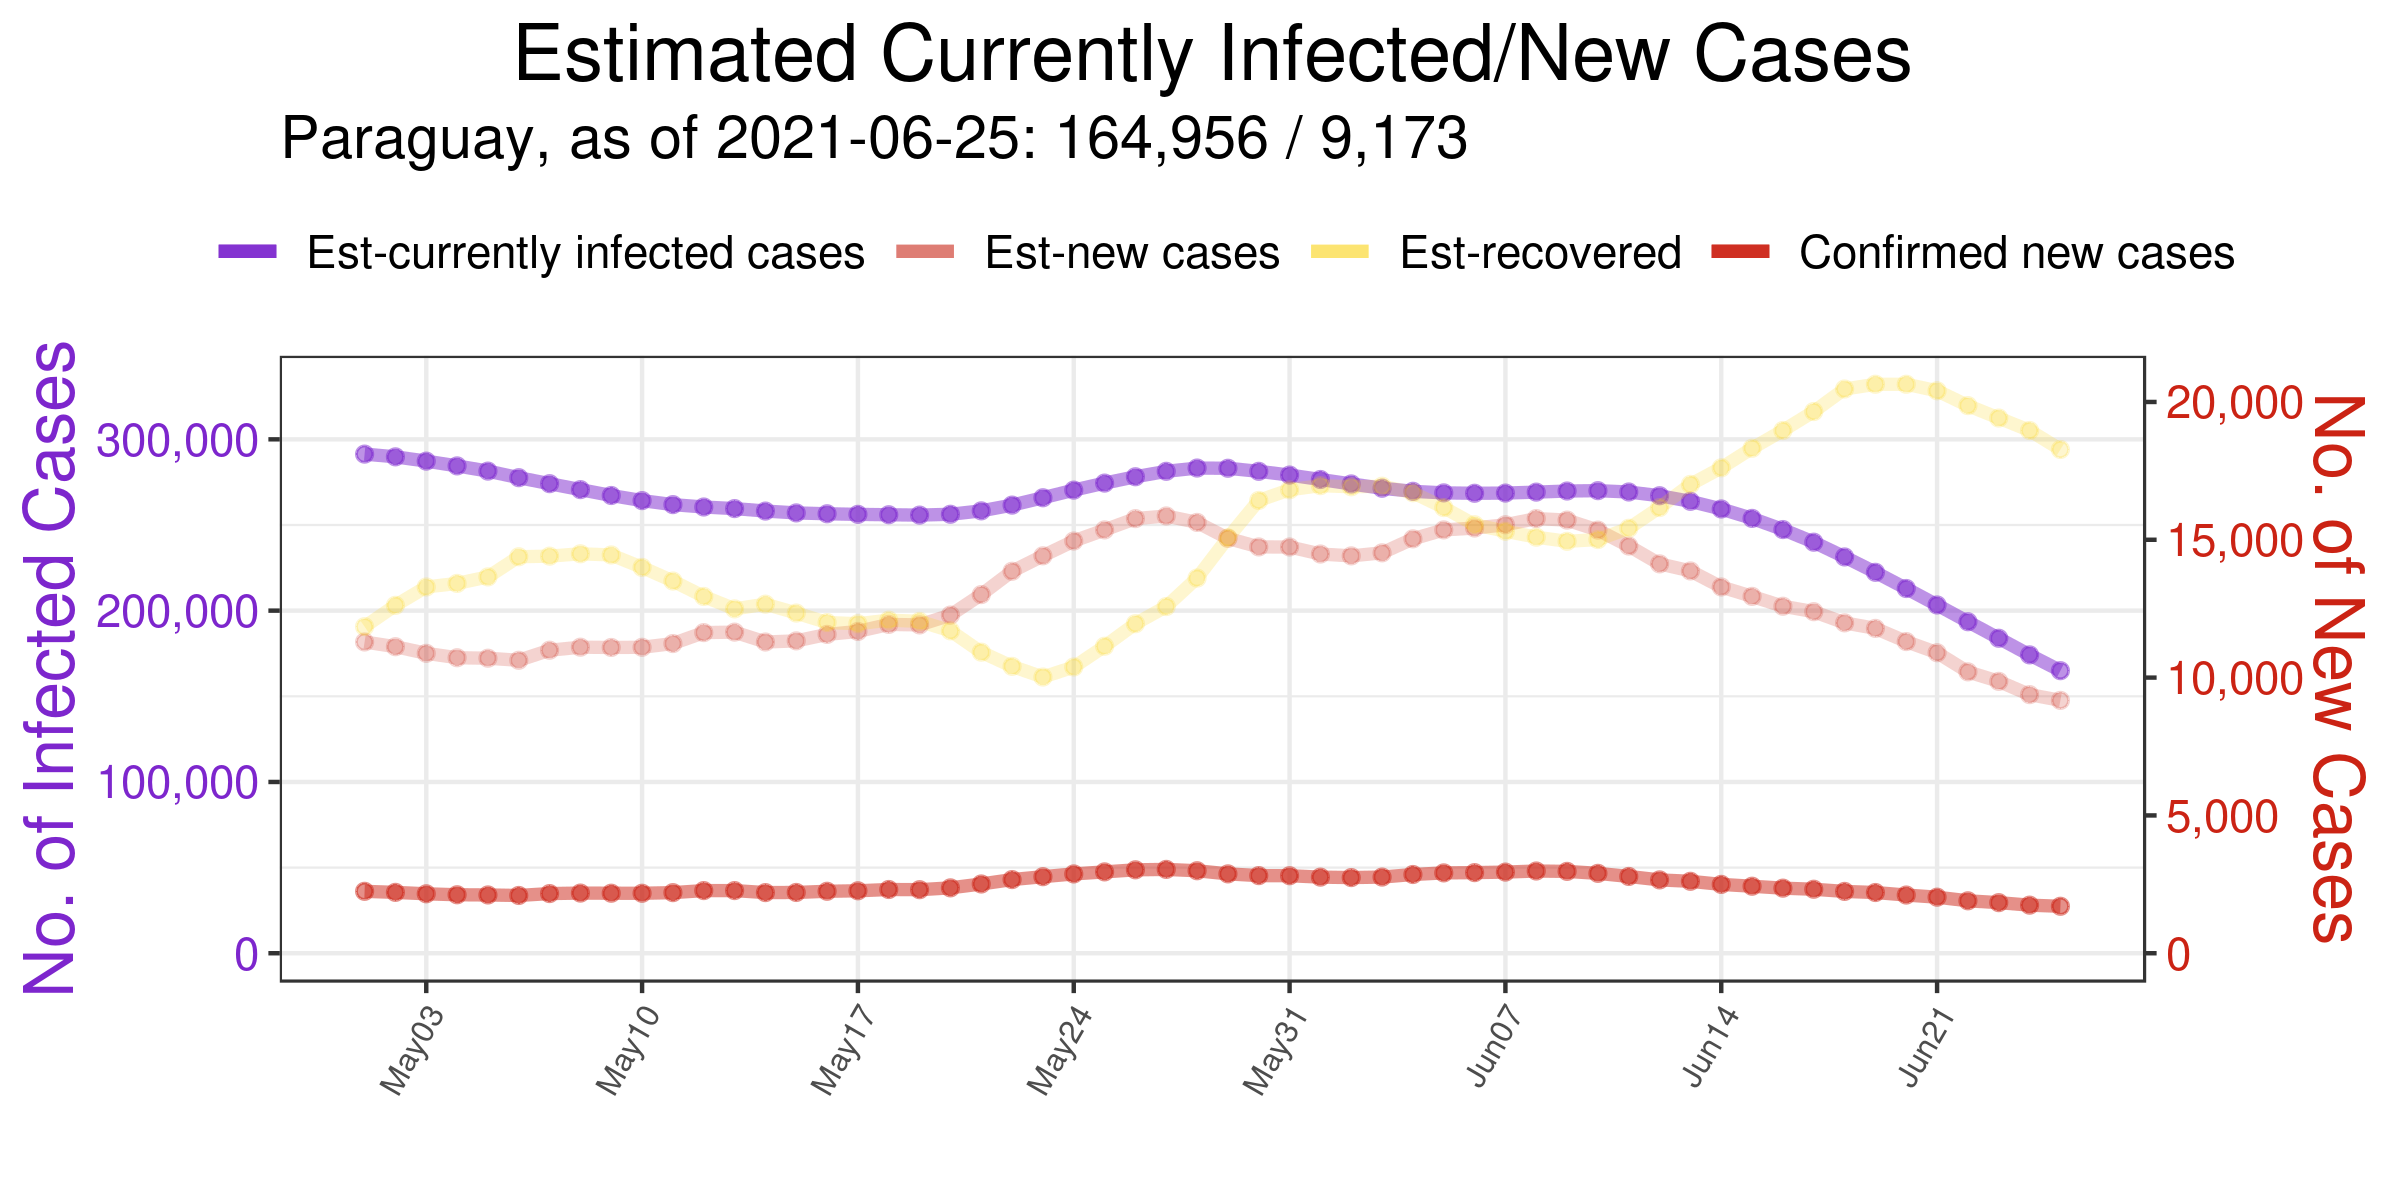 Estimated Currently Infected/New Cases
Paraguay, as of 2021-06-25: 164,956 / 9,173
Est-currently infected cases
Est-new cases
Est-recovered
Confirmed new cases
No. of Infected Cases
300,000
200,000
100,000
0
20,000
15,000
10,000
5,000
0
No. of New Cases
May03
May10
May17
May24
May31
Jun07
Jun14
Jun21